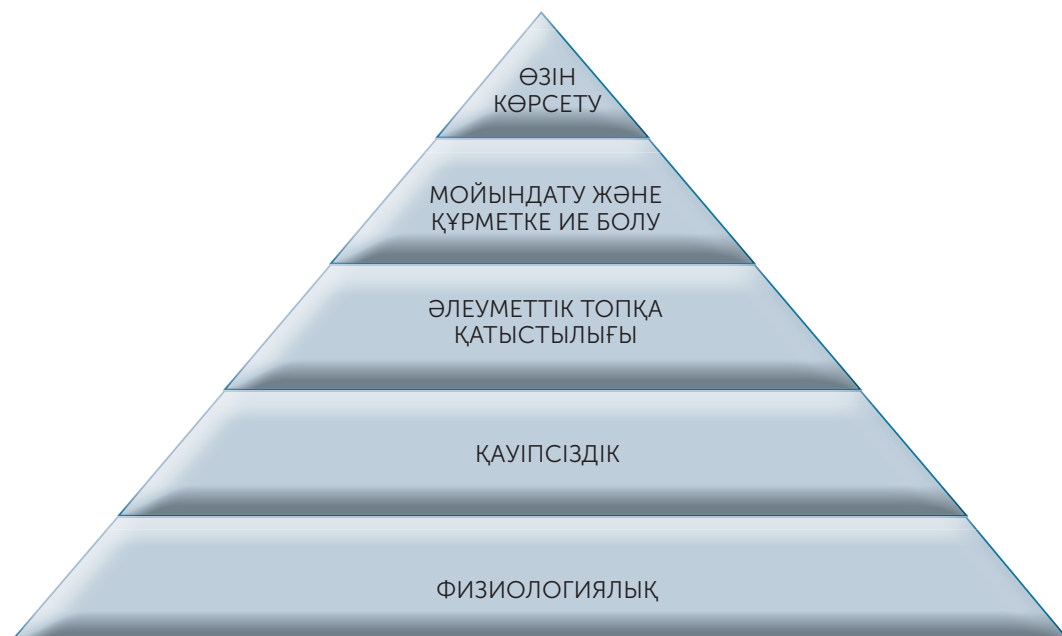 ӨЗІН
КӨРСЕТУ
МОЙЫНДАТУ ЖӘНЕ
ҚҰРМЕТКЕ ИЕ БОЛУ
ӘЛЕУМЕТТІК ТОПҚА
ҚАТЫСТЫЛЫҒЫ
ҚАУІПСІЗДІК
ФИЗИОЛОГИЯЛЫҚ